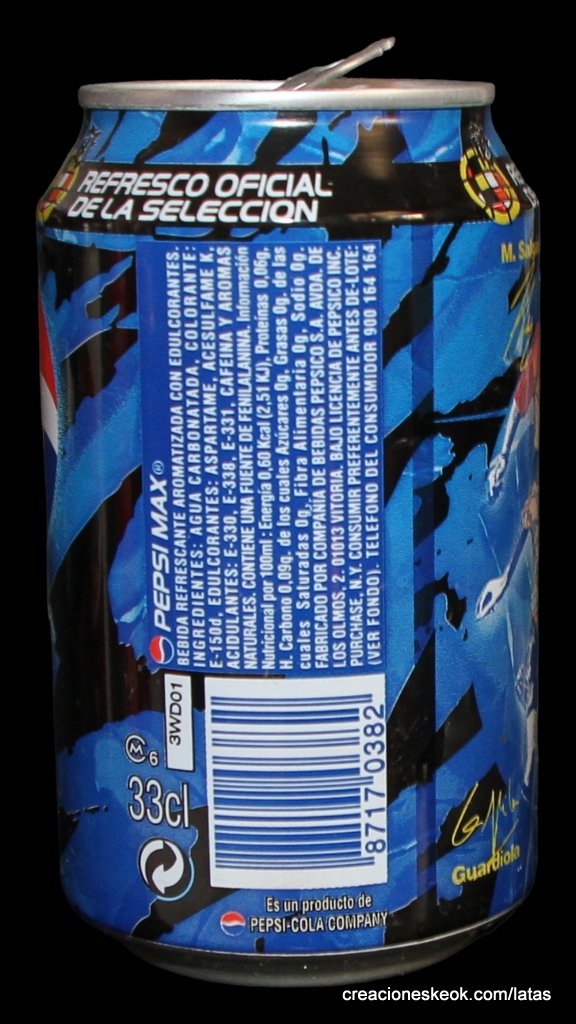 REFRESCO OFICIAL
DE LA SELECCION
M.
PEPSI MAX®
BEBIDA REFRESCANTE AROMATIZADA CON EDULCORANTES.
INGREDIENTES: AGUA CARBONATADA, COLORANTE:
E-150d, EDULCORANTES: ASPARTAME, ACESULFAME K,
ACIDULANTES: E-330, E-338, E-331, CAFEINA Y AROMAS
NATURALES. CONTIENE UNA FUENTE DE FENILALANINA. Información
Nutricional por 100ml : Energía 0,60 Kcal (2,51 KJ), Proteínas 0,06g,
H. Carbono 0,09g, de los cuales Azúcares 0g, Grasas 0g, de las
cuales Saturadas 0g, Fibra Alimentaria 0g, Sodio 0g.
FABRICADO POR COMPAÑÍA DE BEBIDAS PEPSICO S.A. AVDA. DE
LOS OLMOS, 2. 01013 VITORIA. BAJO LICENCIA DE PEPSICO INC.
PURCHASE, N.Y. CONSUMIR PREFERENTEMENTE ANTES DE-LOTE:
(VER FONDO). TELEFONO DEL CONSUMIDOR 900 164 164
3WD01
M 6
33cl
8717 0382
Guardiola
Es un producto de
PEPSI-COLA COMPANY
creacioneskeok.com/latas